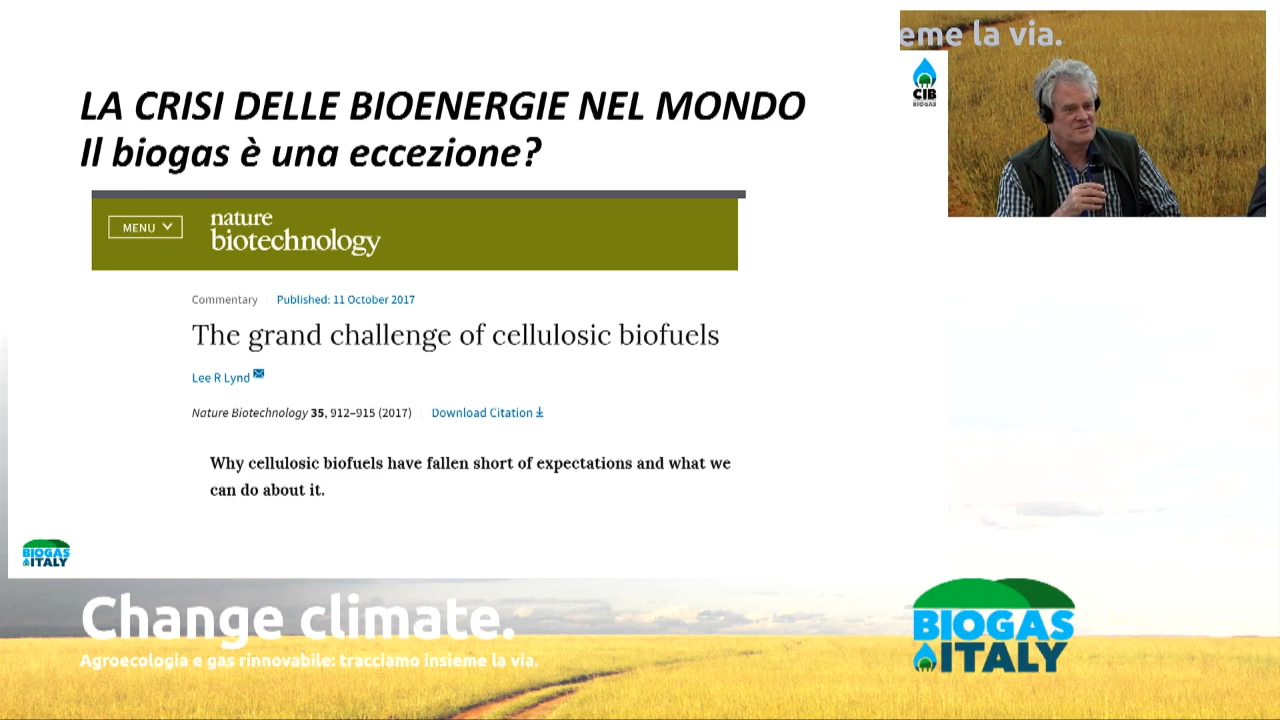 LA CRISI DELLE BIOENERGIE NEL MONDO
Il biogas è una eccezione?
MENU
nature
biotechnology
Commentary
Published: 11 October 2017
The grand challenge of cellulosic biofuels
Lee R Lynd
Nature Biotechnology 35, 912–915 (2017)
Download Citation
Why cellulosic biofuels have fallen short of expectations and what we
can do about it.
BIOGAS
ITALY
eme la via.
CIB
BIOGAS
Change climate.
Agroecologia e gas rinnovabile: tracciamo insieme la via.
BIOGAS
ITALY